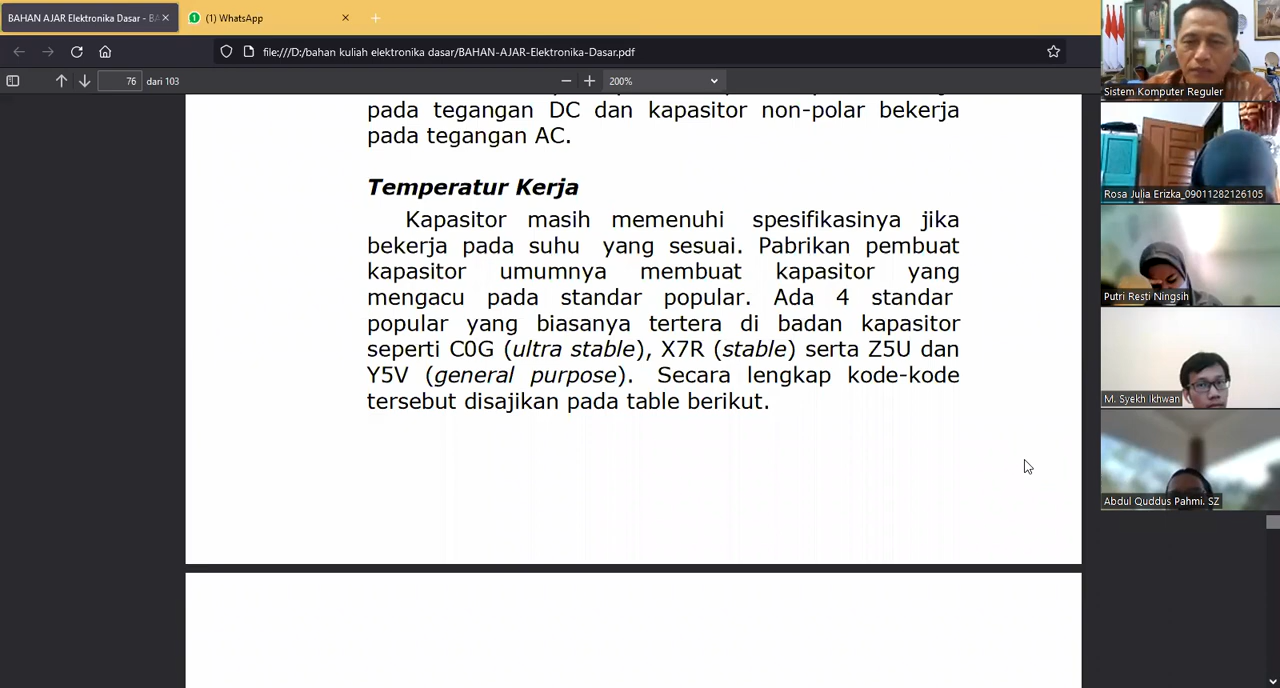 BAHAN AJAR Elektronika Dasar - BA
(1) WhatsApp
file:///D:/bahan kuliah elektronika dasar/BAHAN-AJAR-Elektronika-Dasar.pdf
76 dari 103
200%
pada tegangan DC dan kapasitor non-polar bekerja
pada tegangan AC.
Temperatur Kerja
Kapasitor masih memenuhi spesifikasinya jika
bekerja pada suhu yang sesuai. Pabrikan pembuat
kapasitor umumnya membuat kapasitor yang
mengacu pada standar popular. Ada 4 standar
popular yang biasanya tertera di badan kapasitor
seperti C0G (ultra stable), X7R (stable) serta Z5U dan
Y5V (general purpose). Secara lengkap kode-kode
tersebut disajikan pada table berikut.
Sistem Komputer Reguler
Rosa Julia Erizka_09011282126105
Putri Resti Ningsih
M. Syekh Ikhwan
Abdul Quddus Pahmi. SZ